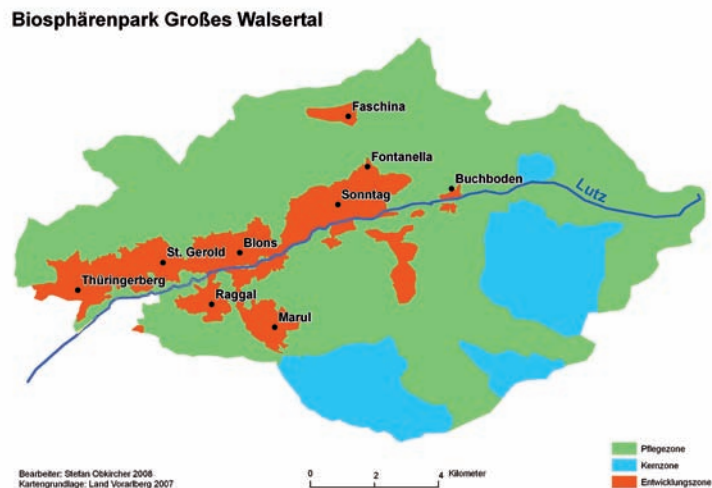 Biosphärenpark Großes Walsertal
Faschina
Fontanella
Buchboden
Lutz
Sonntag
Blons
St. Gerold
Thüringerberg
Raggal
Marul
Pflegezone
Kernzone
Entwicklungszone
Bearbeiter: Stefan Obkircher 2008
Kartengrundlage: Land Vorarlberg 2007
0 2 4 Kilometer